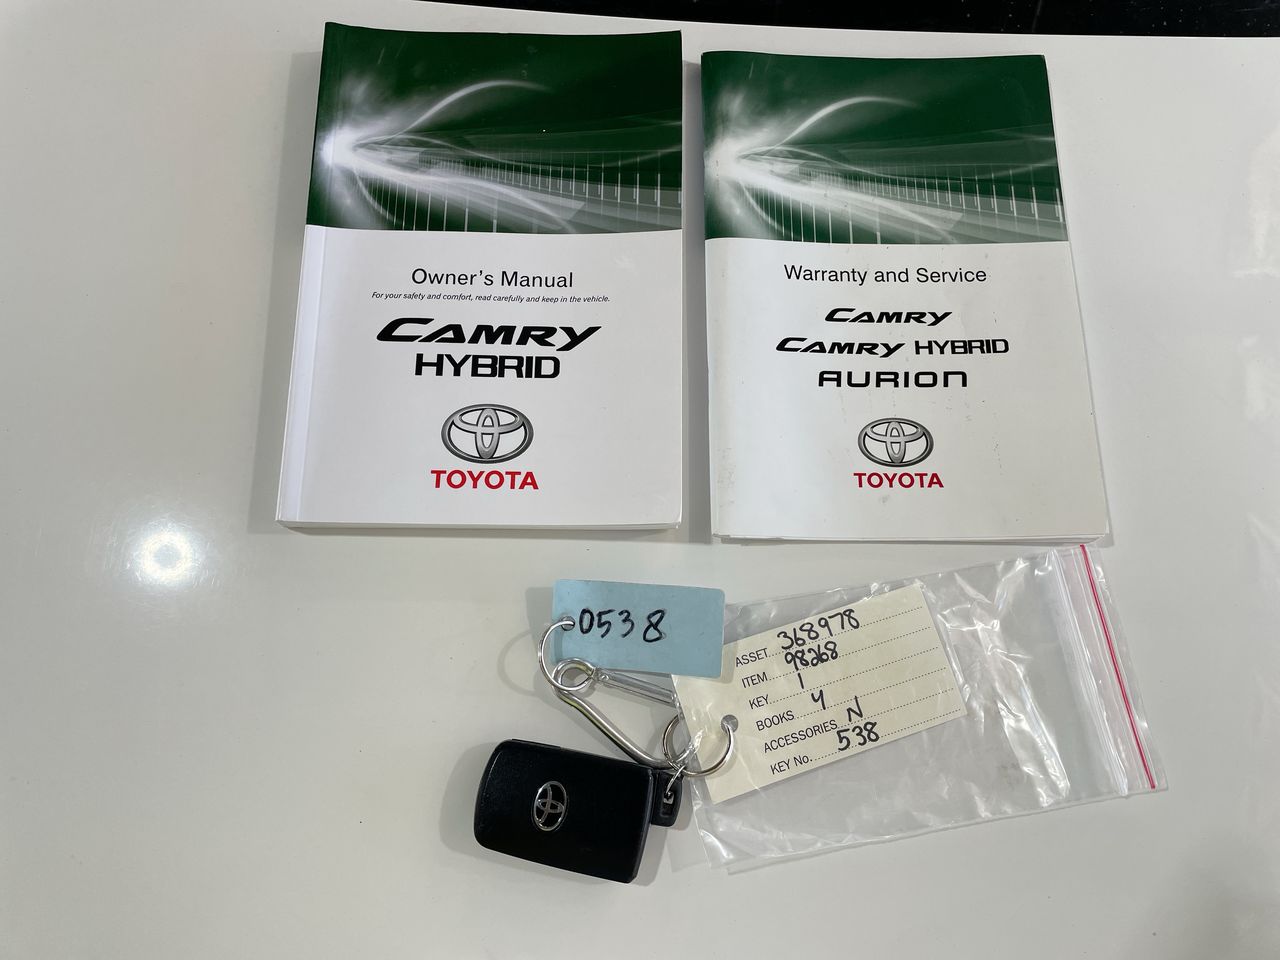 Owner's Manual
For your safety and comfort, read carefully and keep in the vehicle.
CAMRY
HYBRID
TOYOTA
Warranty and Service
CAMRY
CAMRY HYBRID
AURION
TOYOTA
0538
ASSET 368978
ITEM 98268
KEY 1
BOOKS 4
ACCESSORIES N
KEY No. 538